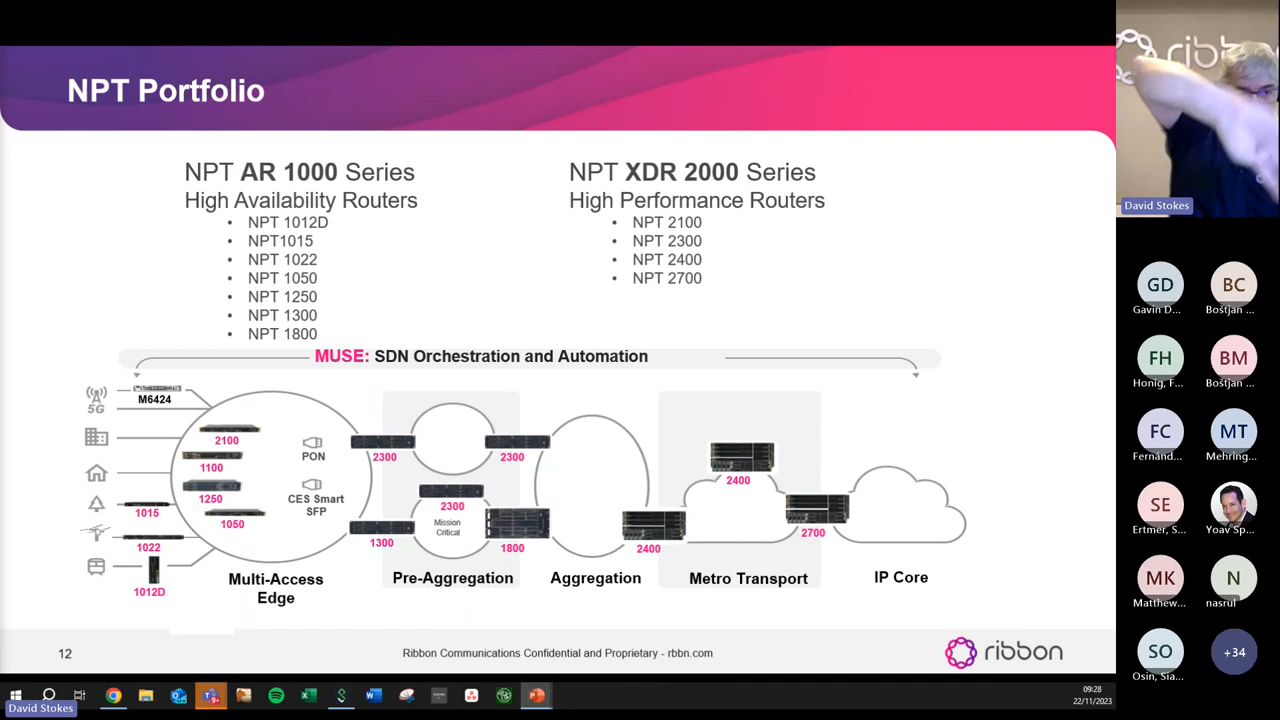 NPT Portfolio
NPT AR 1000 Series
High Availability Routers
• NPT 1012D
• NPT1015
• NPT 1022
• NPT 1050
• NPT 1250
• NPT 1300
• NPT 1800
NPT XDR 2000 Series
High Performance Routers
• NPT 2100
• NPT 2300
• NPT 2400
• NPT 2700
MUSE: SDN Orchestration and Automation
5G
M6424
2100
1100
1250
1050
PON
CES Smart
SFP
1015
1022
1012D
Multi-Access
Edge
2300
2300
2300
Mission
Critical
1300
1800
Pre-Aggregation
Aggregation
2400
2400
Metro Transport
2700
IP Core
12
Ribbon Communications Confidential and Proprietary - rbbn.com
ribbon
ribb
David Stokes
GD
Gavin D...
BC
Boštjan ...
FH
Honig, F...
BM
Boštjan ...
FC
Fernánd...
MT
Mehring...
SE
Ertmer, S...
Yoav Sp...
MK
Matthew...
N
nasrul
SO
Osin, Sia...
+34
David Stokes
09:28
22/11/2023